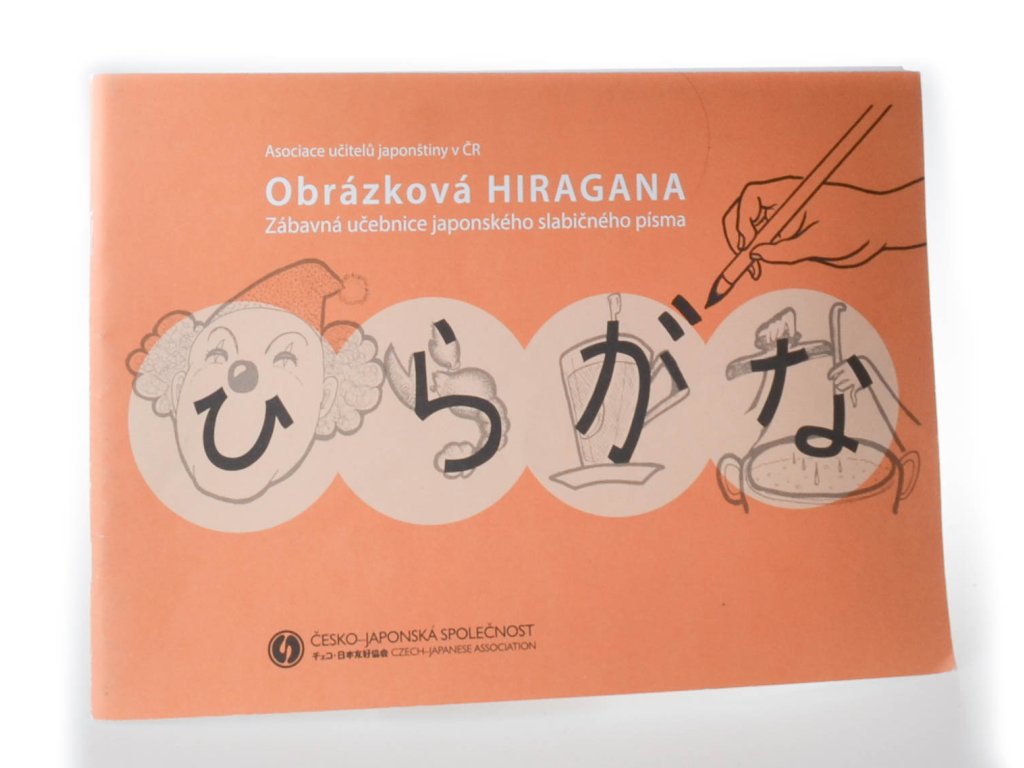 Asociace učitelů japonštiny v ČR
Obrázková HIRAGANA
Zábavná učebnice japonského slabičného písma
ひらがな
ČESKO–JAPONSKÁ SPOLEČNOST
チェコ・日本友好協会 CZECH–JAPANESE ASSOCIATION